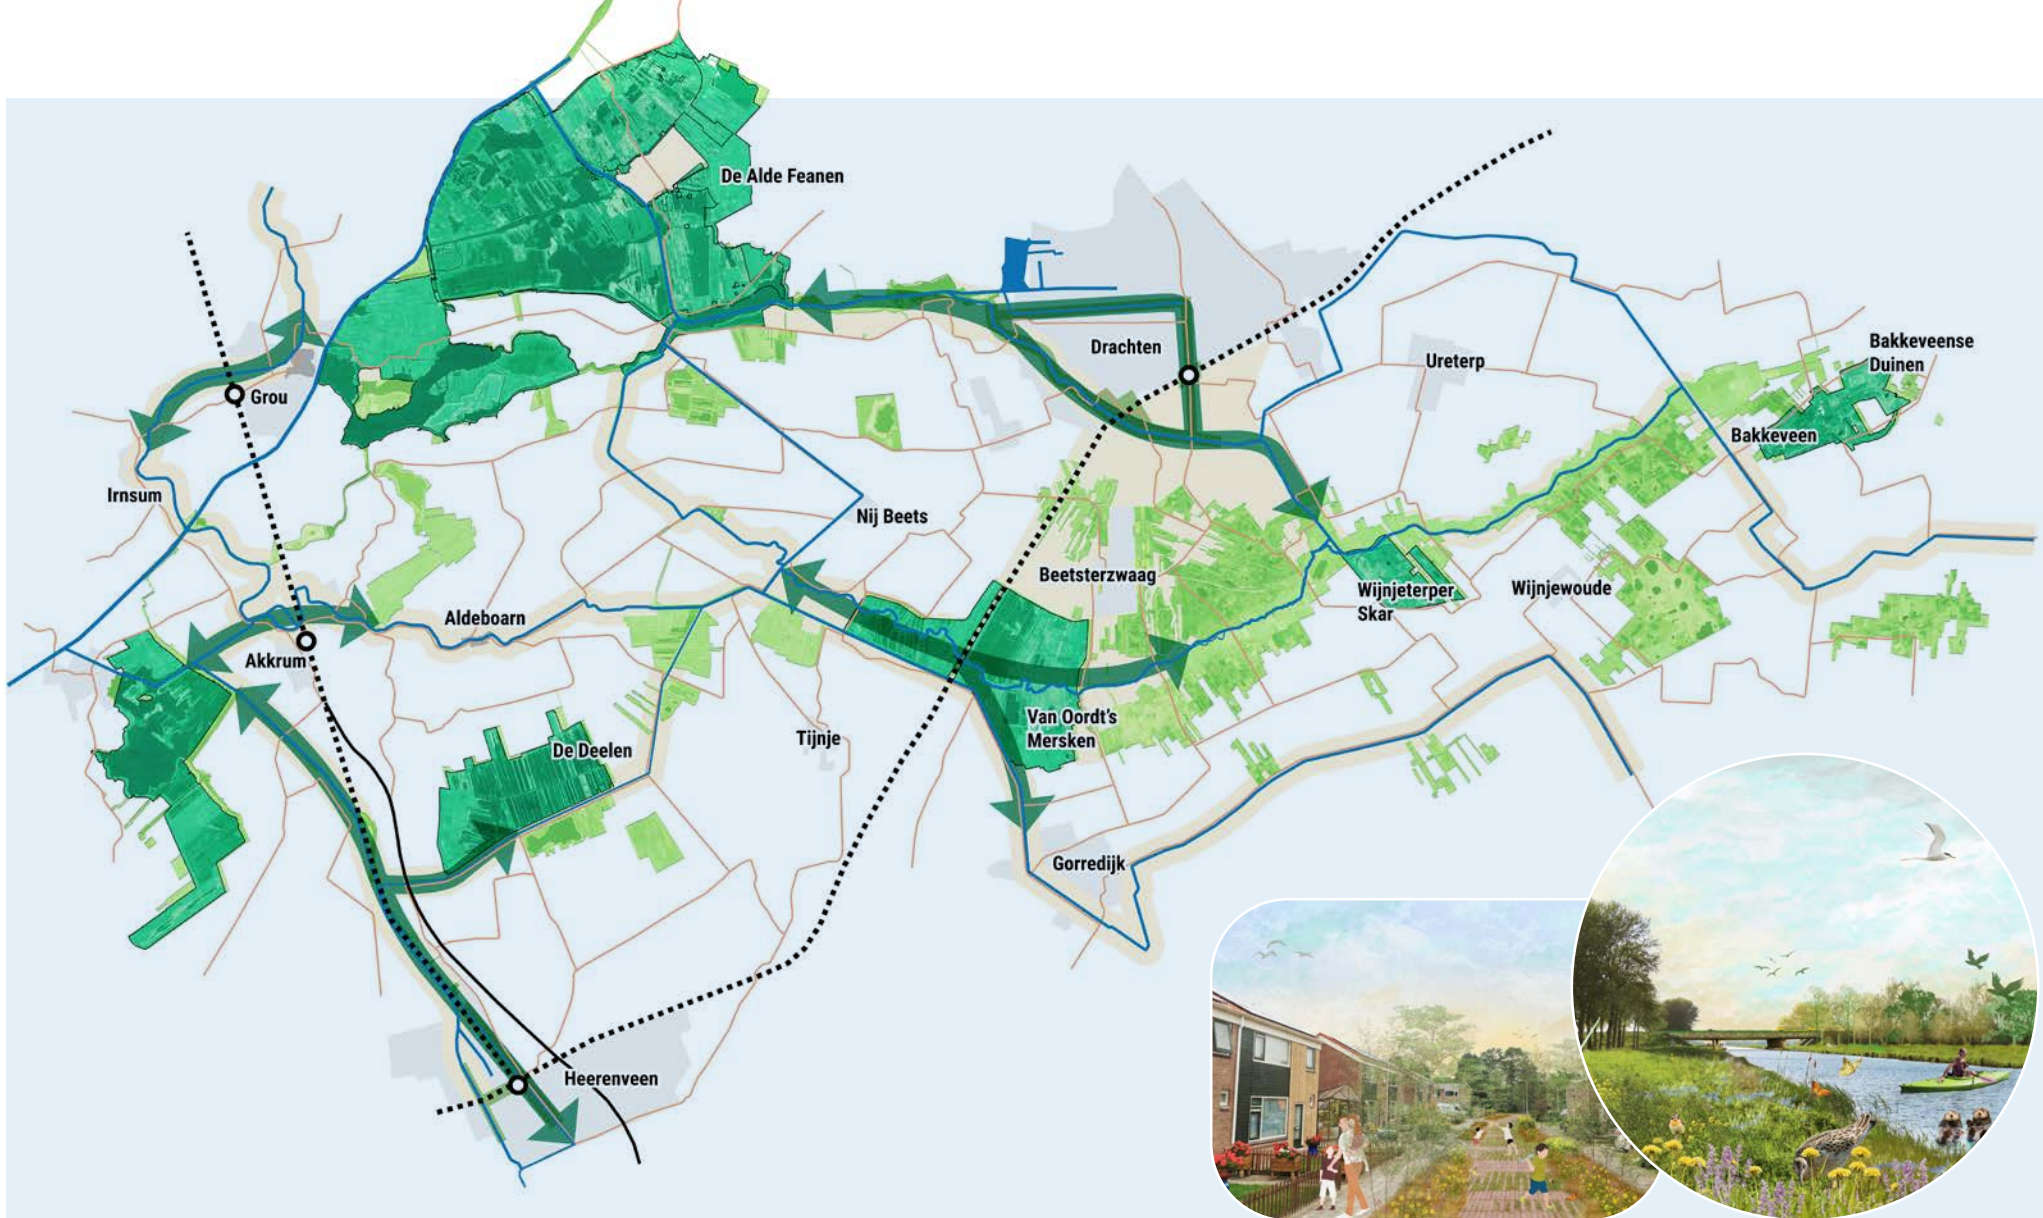 De Alde Feanen
Bakkeveense
Duinen
Drachten
Ureterp
Grou
Bakkeveen
Irnsum
Nij Beets
Beetsterzwaag
Wijnjeterper
Skar
Wijnjewoude
Aldeboarn
Akkrum
Van Oordt's
Mersken
De Deelen
Tijnje
Gorredijk
Heerenveen